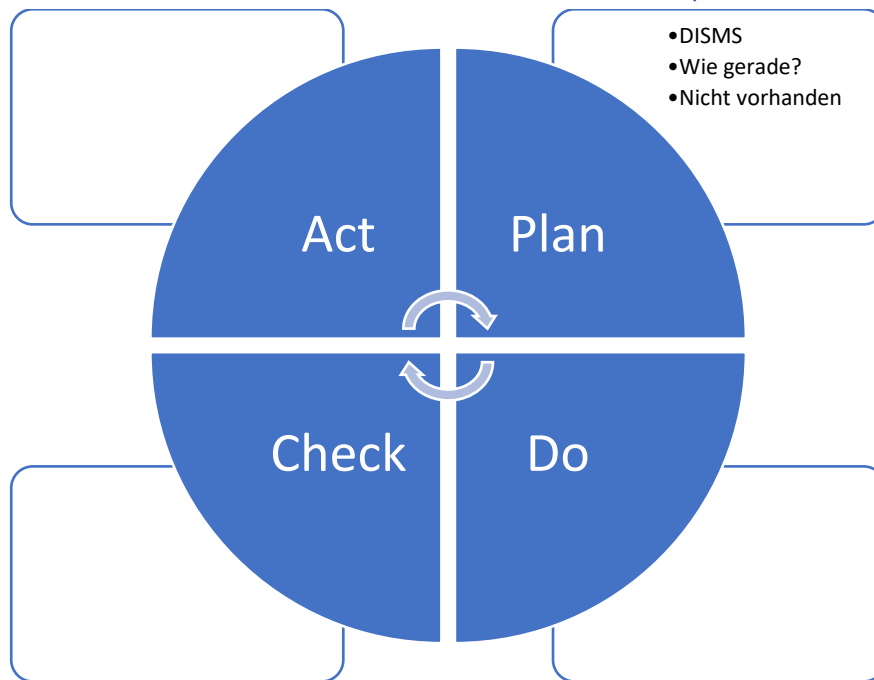 •DISMS
•Wie gerade?
•Nicht vorhanden
Act
Plan
Check
Do